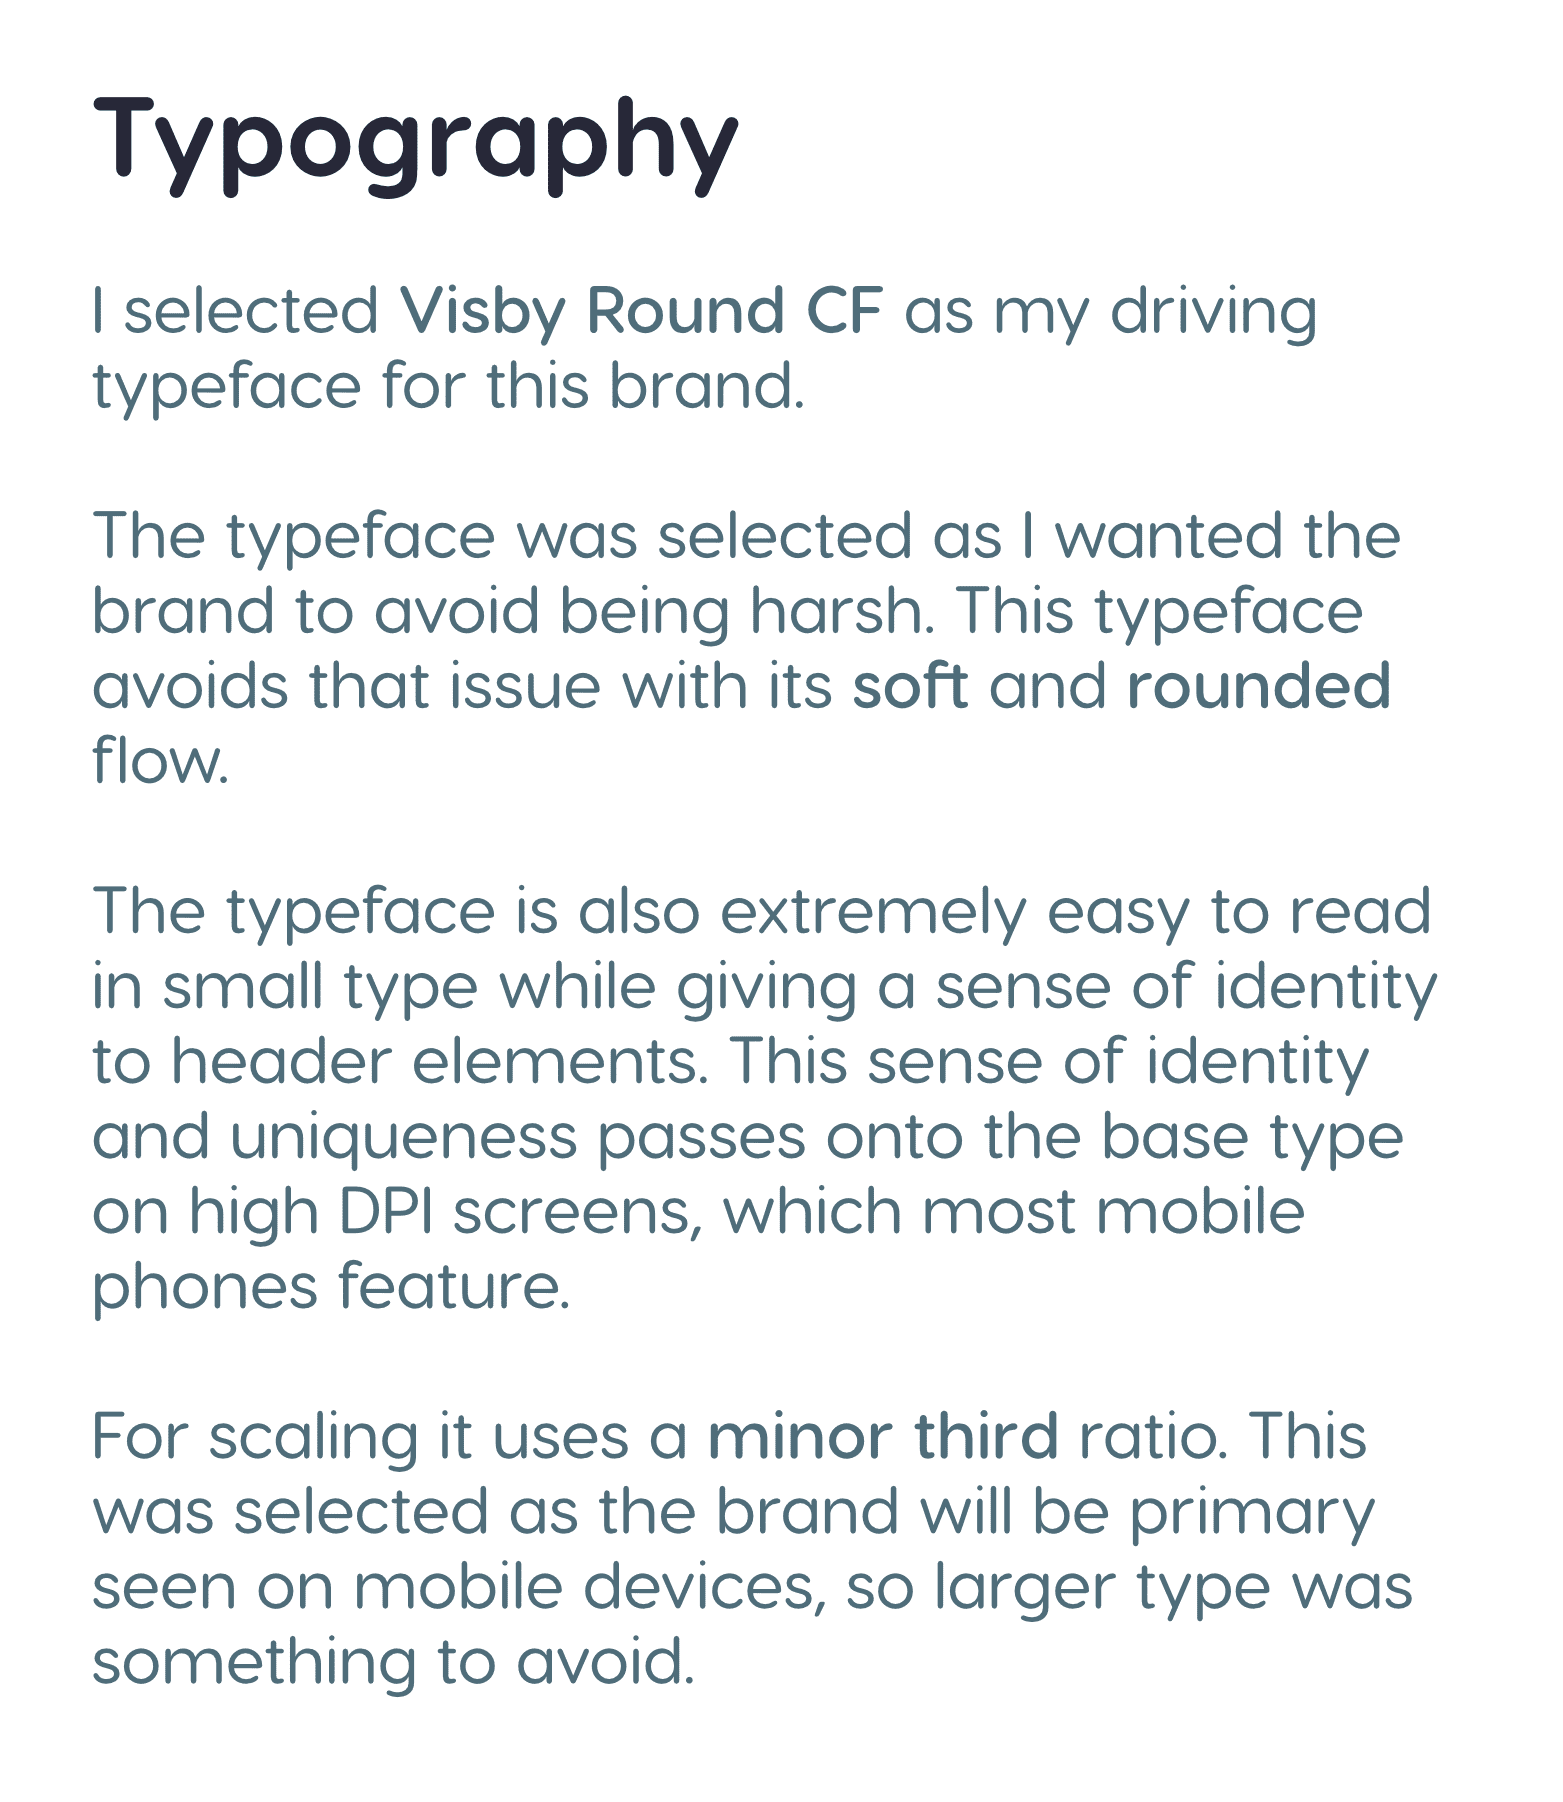 Typography
I selected Visby Round CF as my driving
typeface for this brand.
The typeface was selected as I wanted the
brand to avoid being harsh. This typeface
avoids that issue with its soft and rounded
flow.
The typeface is also extremely easy to read
in small type while giving a sense of identity
to header elements. This sense of identity
and uniqueness passes onto the base type
on high DPI screens, which most mobile
phones feature.
For scaling it uses a minor third ratio. This
was selected as the brand will be primary
seen on mobile devices, so larger type was
something to avoid.